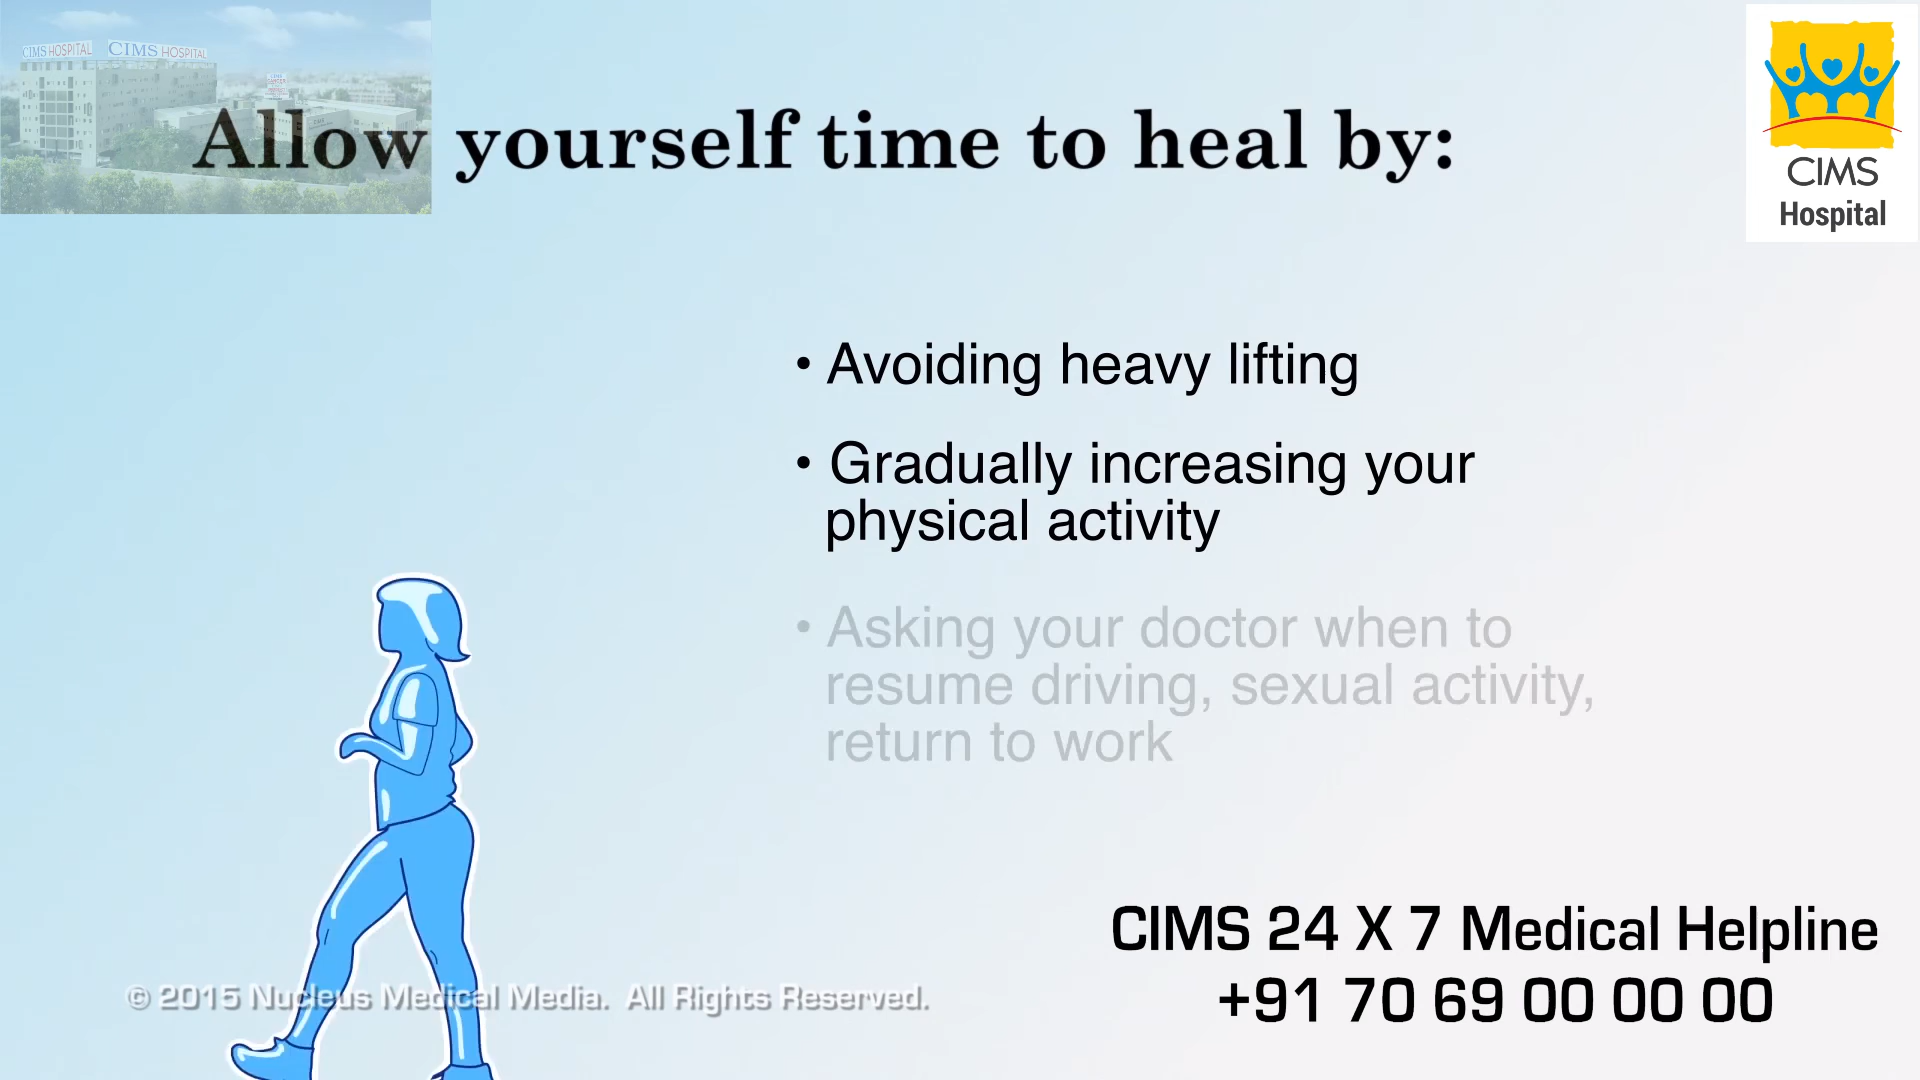 CIMS HOSPITAL CIMS HOSPITAL
Allow yourself time to heal by:
CIMS
Hospital
• Avoiding heavy lifting
• Gradually increasing your
physical activity
• Asking your doctor when to
resume driving, sexual activity,
return to work
CIMS 24 X 7 Medical Helpline
+91 70 69 00 00 00
© 2015 Nucleus Medical Media. All Rights Reserved.